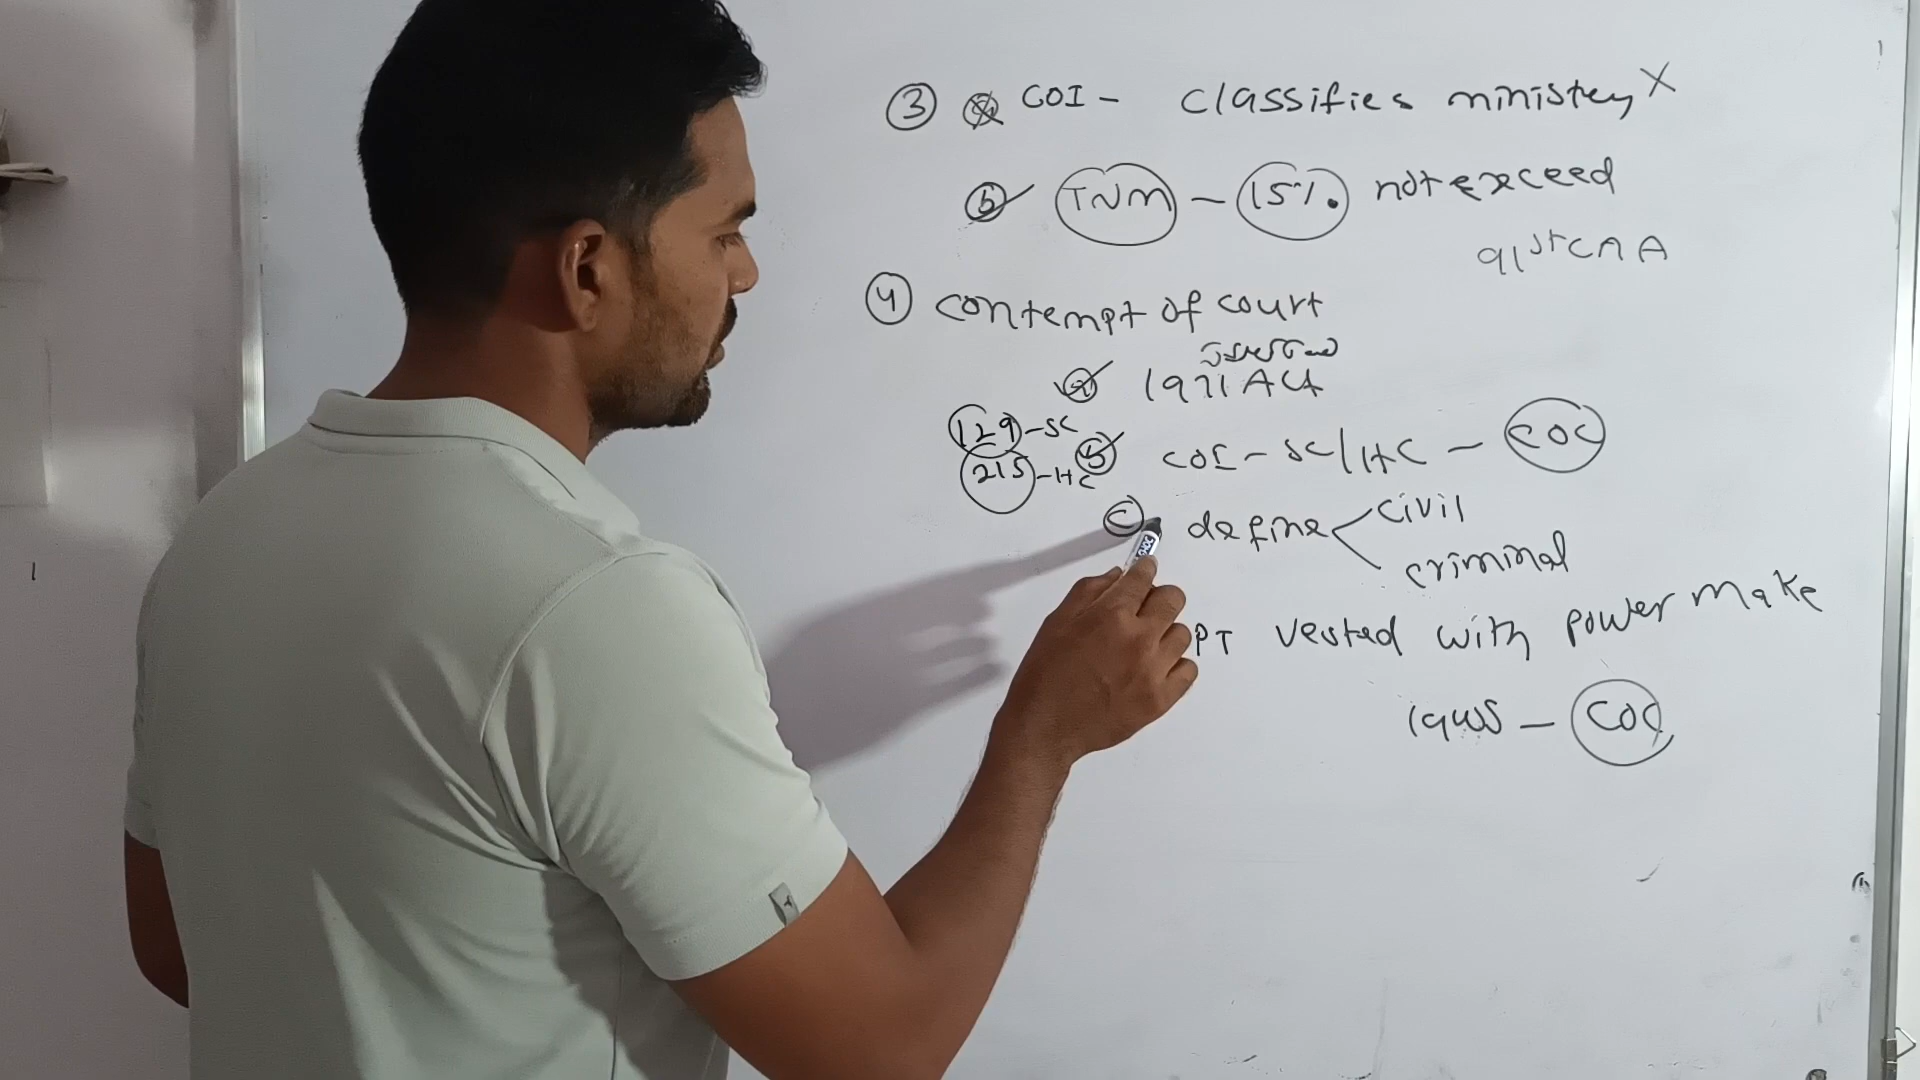 ③ ⓐ COI - classifies ministry X
ⓑ TNM - 15%. not exceed
91st CAA
④ contempt of court
ⓐ 1971 Act
129 - SC
ⓑ COI - SC/HC - COC
215 - HC
ⓒ define civil
criminal
PT vested with power make
laws - COC